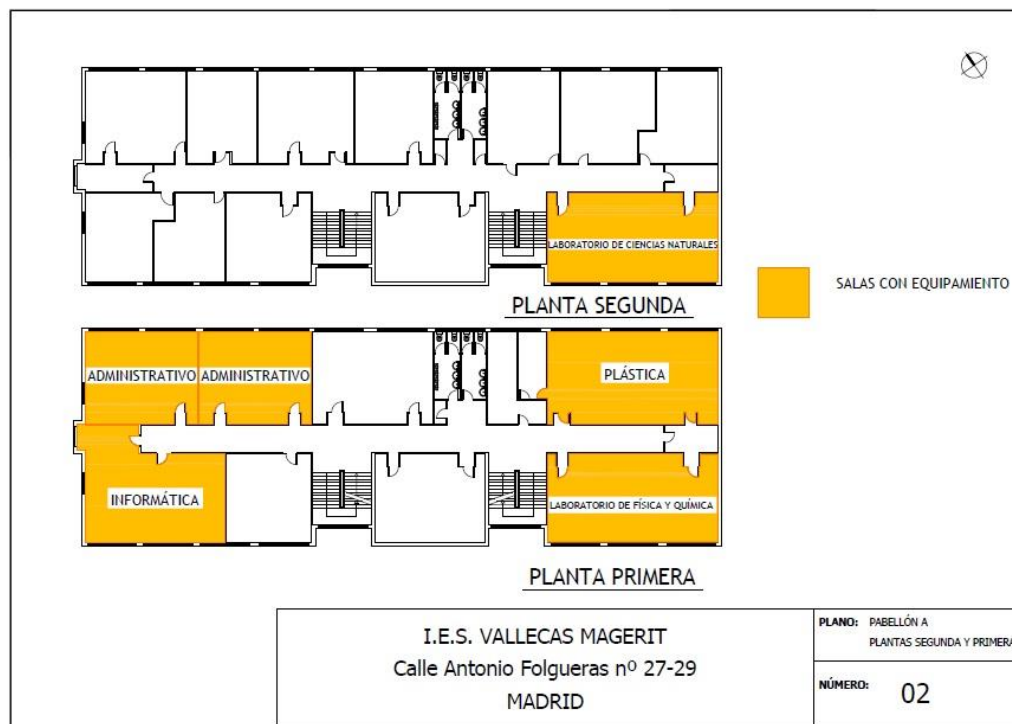 LABORATORIO DE CIENCIAS NATURALES
PLANTA SEGUNDA
SALAS CON EQUIPAMIENTO
ADMINISTRATIVO
ADMINISTRATIVO
PLÁSTICA
INFORMÁTICA
LABORATORIO DE FÍSICA Y QUÍMICA
PLANTA PRIMERA
I.E.S. VALLECAS MAGERIT
Calle Antonio Folgueras nº 27-29
MADRID
PLANO: PABELLÓN A
PLANTAS SEGUNDA Y PRIMERA
NÚMERO: 02